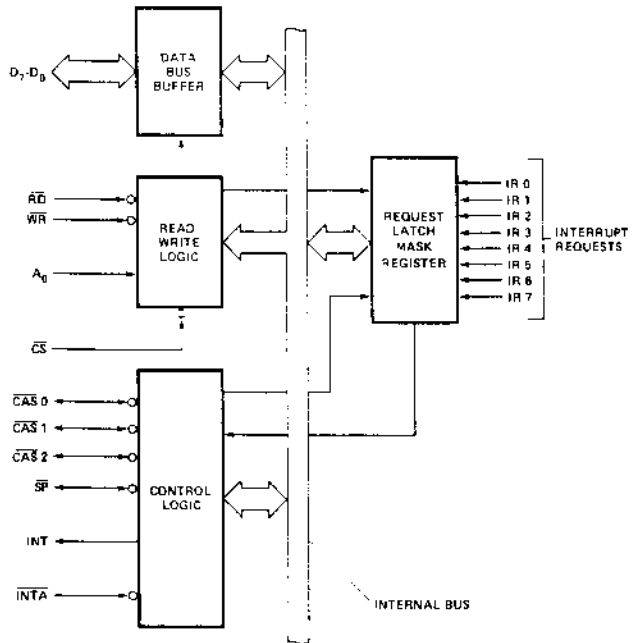 DATA
BUS
BUFFER
D7-D0
RD
WR
A0
CS
READ
WRITE
LOGIC
REQUEST
LATCH
MASK
REGISTER
IR 0
IR 1
IR 2
IR 3
IR 4
IR 5
IR 6
IR 7
INTERRUPT
REQUESTS
CAS 0
CAS 1
CAS 2
SP
INT
INTA
CONTROL
LOGIC
INTERNAL BUS